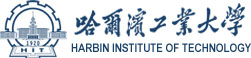 哈爾濱工業大學
HARBIN INSTITUTE OF TECHNOLOGY
1920
HIT